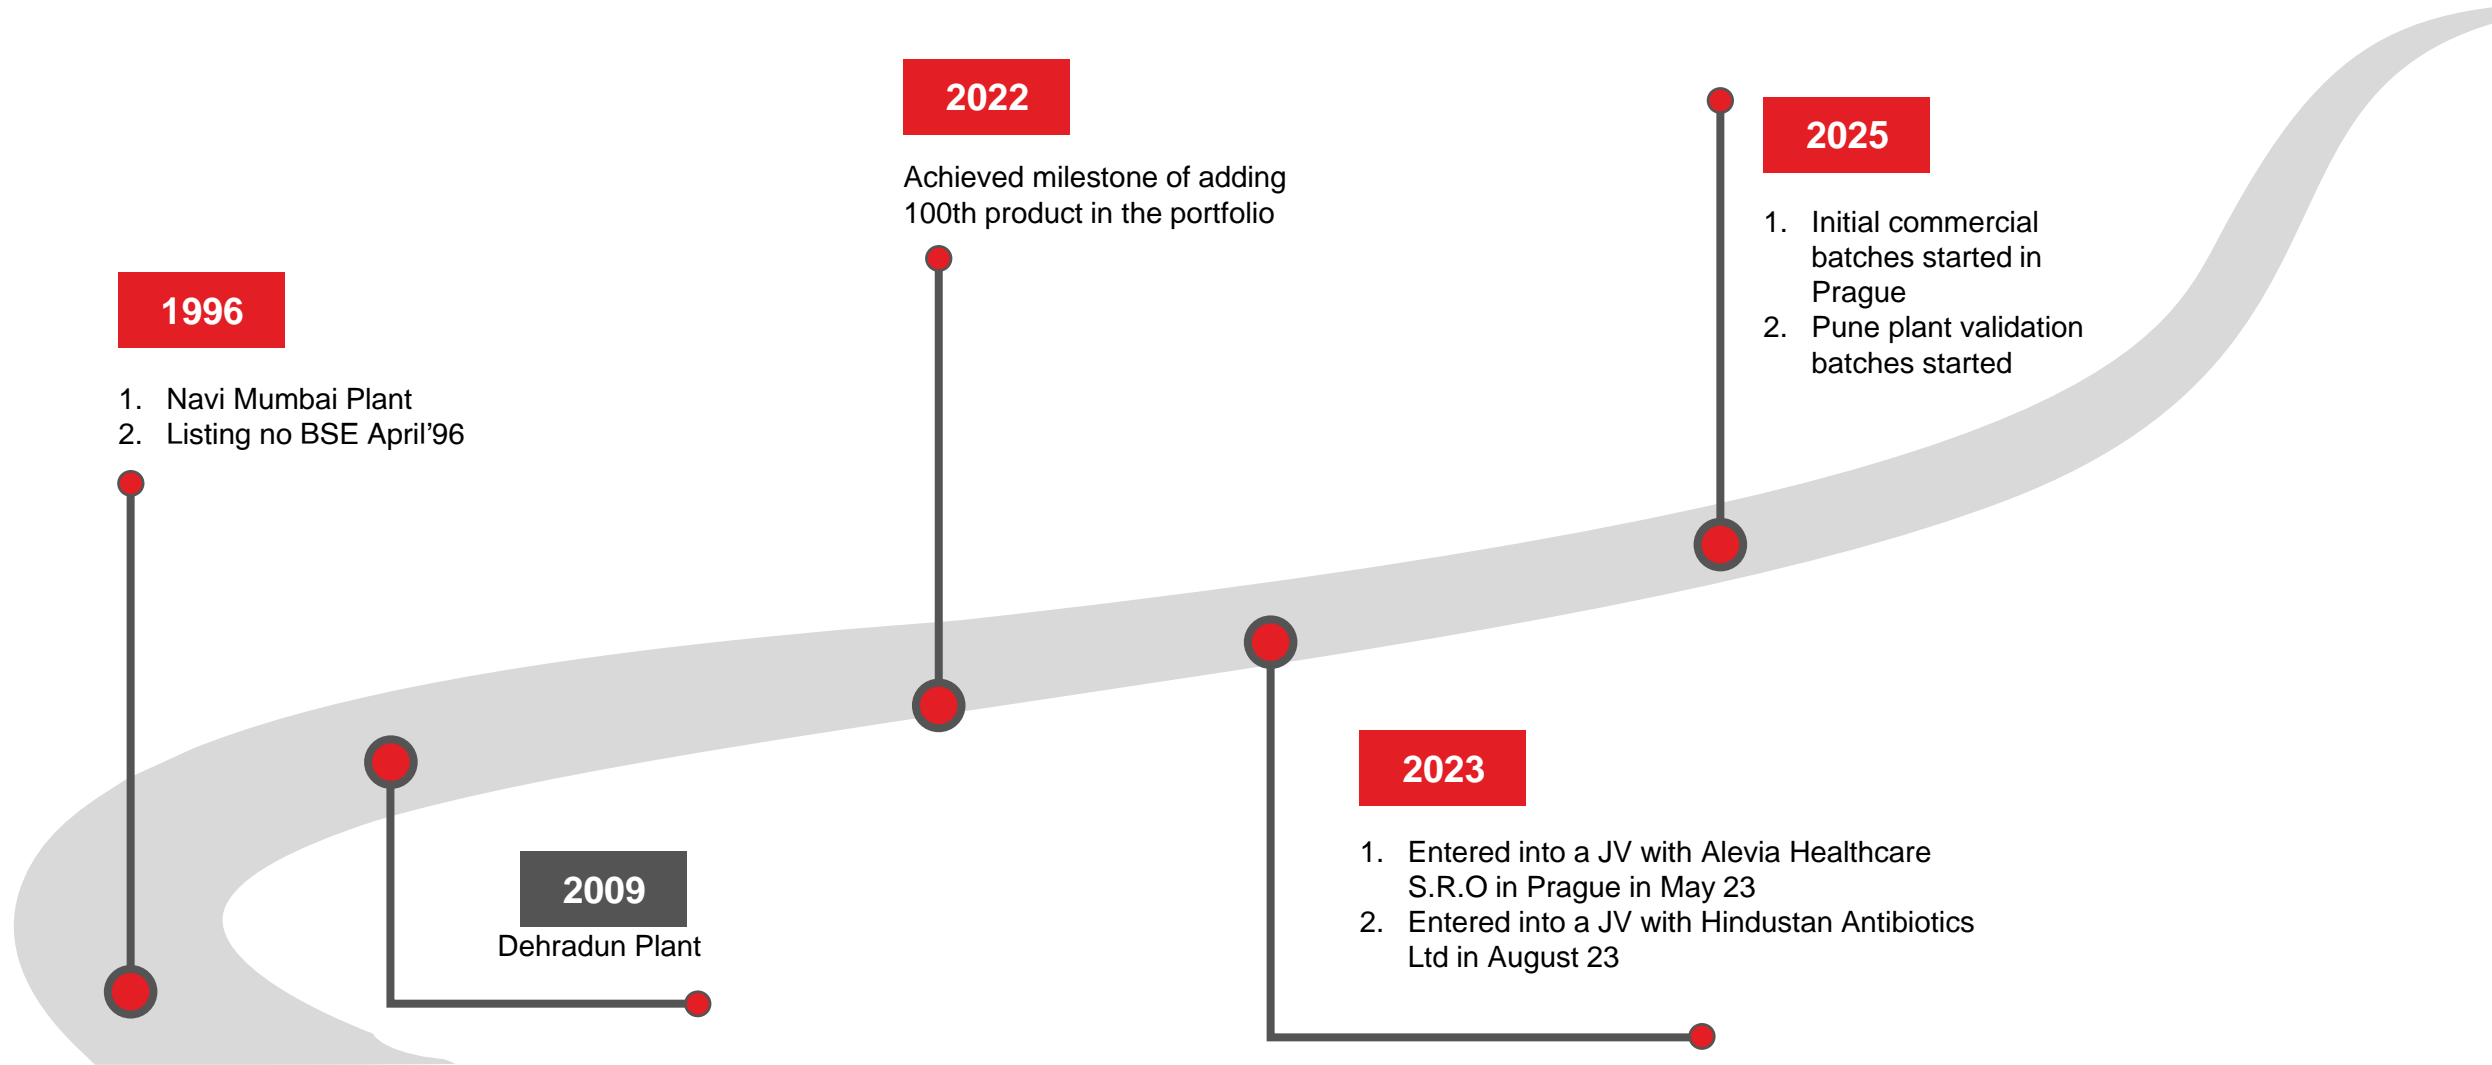 1996
1. Navi Mumbai Plant
2. Listing no BSE April’96
2009
Dehradun Plant
2022
Achieved milestone of adding
100th product in the portfolio
2023
1. Entered into a JV with Alevia Healthcare
S.R.O in Prague in May 23
2. Entered into a JV with Hindustan Antibiotics
Ltd in August 23
2025
1. Initial commercial
batches started in
Prague
2. Pune plant validation
batches started